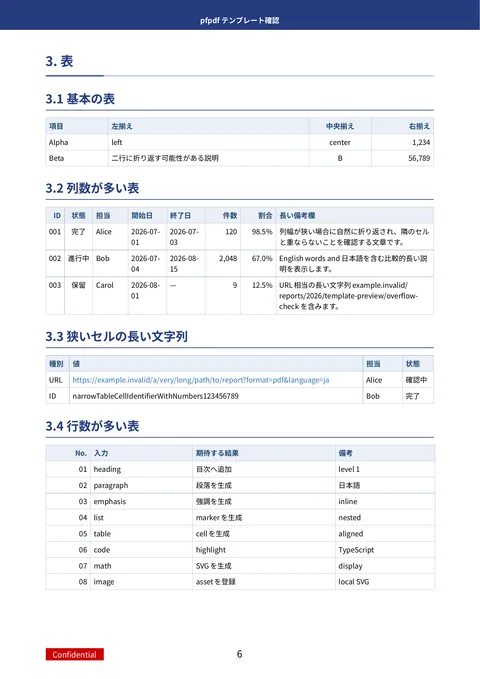 pfpdf テンプレート確認
3. 表
3.1 基本の表
項目 左揃え 中央揃え 右揃え
Alpha left center 1,234
Beta 二行に折り返す可能性がある説明 B 56,789
3.2 列数が多い表
ID 状態 担当 開始日 終了日 件数 割合 長い備考欄
001 完了 Alice 2026-07-01 2026-07-03 120 98.5% 列幅が狭い場合に自然に折り返され、隣のセルと重ならないことを確認する文章です。
002 進行中 Bob 2026-07-04 2026-08-15 2,048 67.0% English words and 日本語を含む比較的長い説明を表示します。
003 保留 Carol 2026-08-01 — 9 12.5% URL 相当の長い文字列 example.invalid/reports/2026/template-preview/overflow-check を含みます。
3.3 狭いセルの長い文字列
種別 値 担当 状態
URL https://example.invalid/a/very/long/path/to/report?format=pdf&language=ja Alice 確認中
ID narrowTableCellIdentifierWithNumbers123456789 Bob 完了
3.4 行数が多い表
No. 入力 期待する結果 備考
01 heading 目次へ追加 level 1
02 paragraph 段落を生成 日本語
03 emphasis 強調を生成 inline
04 list marker を生成 nested
05 table cell を生成 aligned
06 code highlight TypeScript
07 math SVG を生成 display
08 image asset を登録 local SVG
Confidential
6